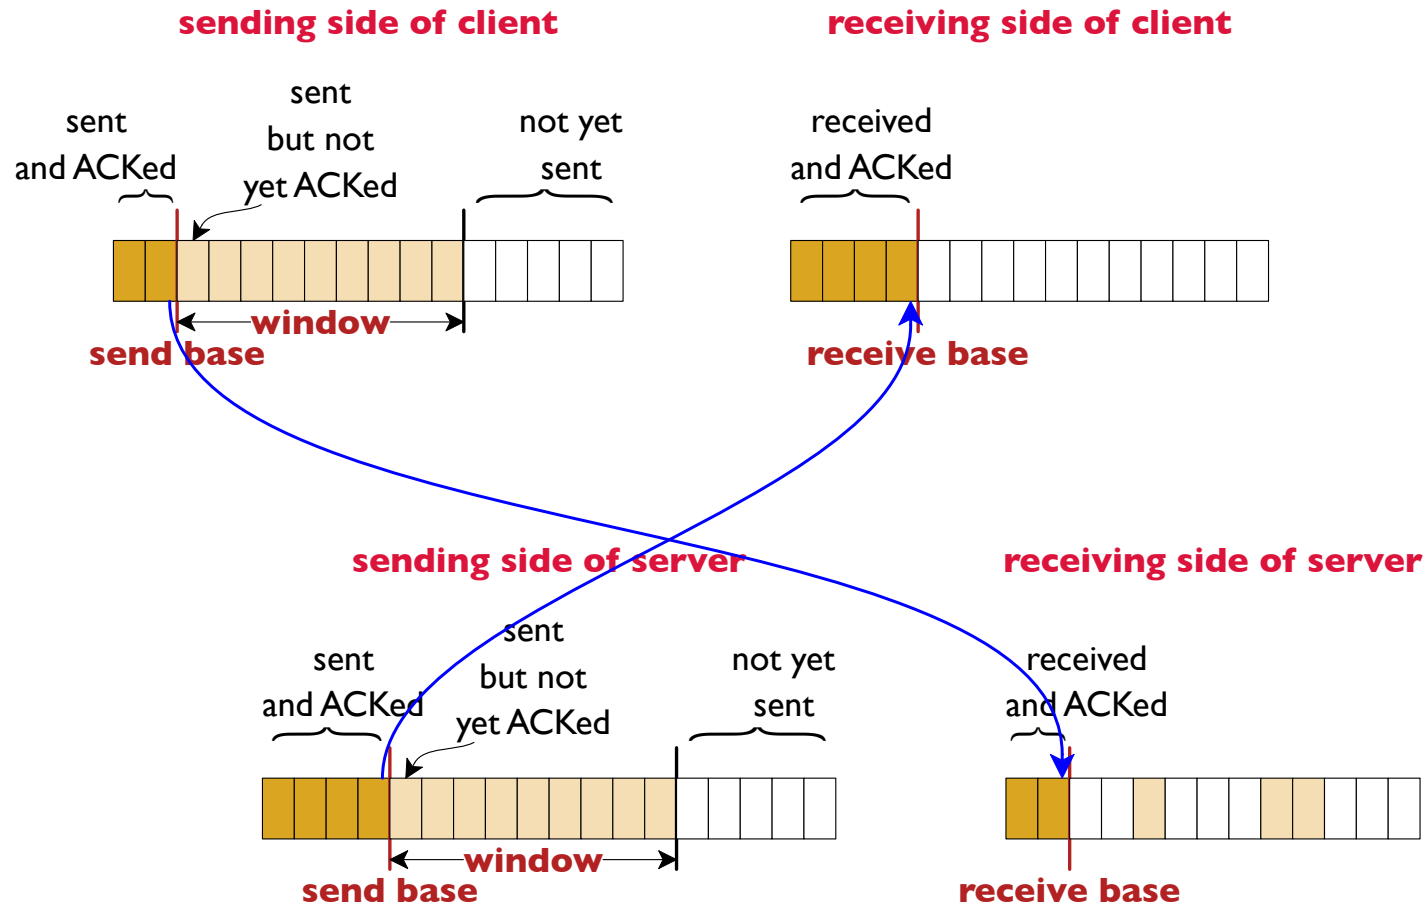 sending side of client
receiving side of client
sent
and ACKed
sent
but not
yet ACKed
not yet
sent
received
and ACKed
window
send base
receive base
sending side of server
receiving side of server
sent
and ACKed
sent
but not
yet ACKed
not yet
sent
received
and ACKed
window
send base
receive base